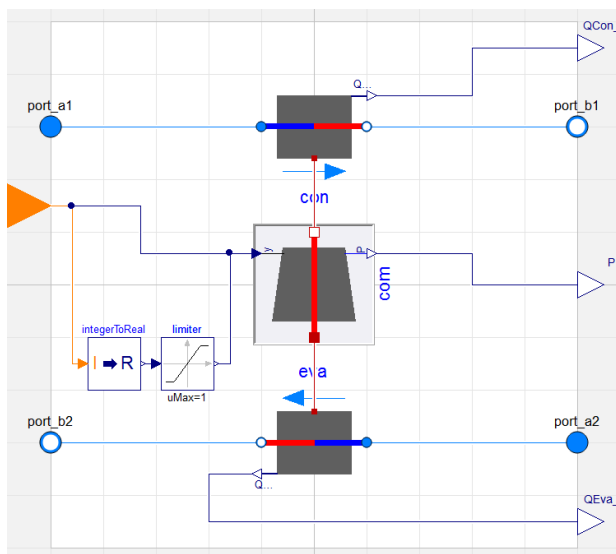 QCon_
Q...
port_a1
port_b1
con
y
P
com
P
integerToReal
limiter
I
R
uMax=1
eva
port_b2
port_a2
Q...
QEva_